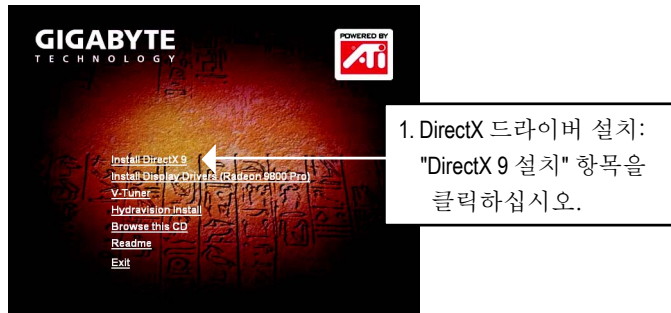 GIGABYTE
TECHNOLOGY
POWERED BY
ATi
Install DirectX 9
Install Display Drivers (Radeon 9800 Pro)
V-Tuner
Hydravision Install
Browse this CD
Readme
Exit
1. DirectX 드라이버 설치:
"DirectX 9 설치" 항목을
클릭하십시오.